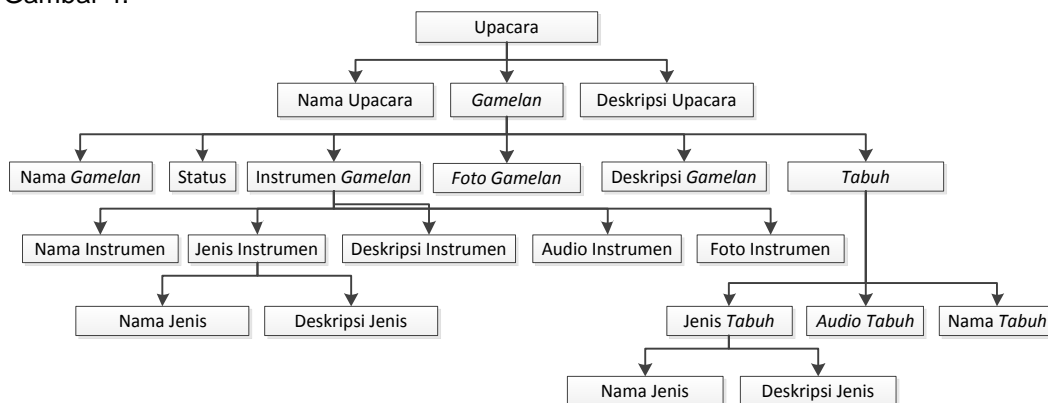 Gambar 4.
Upacara
Nama Upacara
Gamelan
Deskripsi Upacara
Nama Gamelan
Status
Instrumen Gamelan
Foto Gamelan
Deskripsi Gamelan
Tabuh
Nama Instrumen
Jenis Instrumen
Deskripsi Instrumen
Audio Instrumen
Foto Instrumen
Nama Jenis
Deskripsi Jenis
Jenis Tabuh
Audio Tabuh
Nama Tabuh
Nama Jenis
Deskripsi Jenis